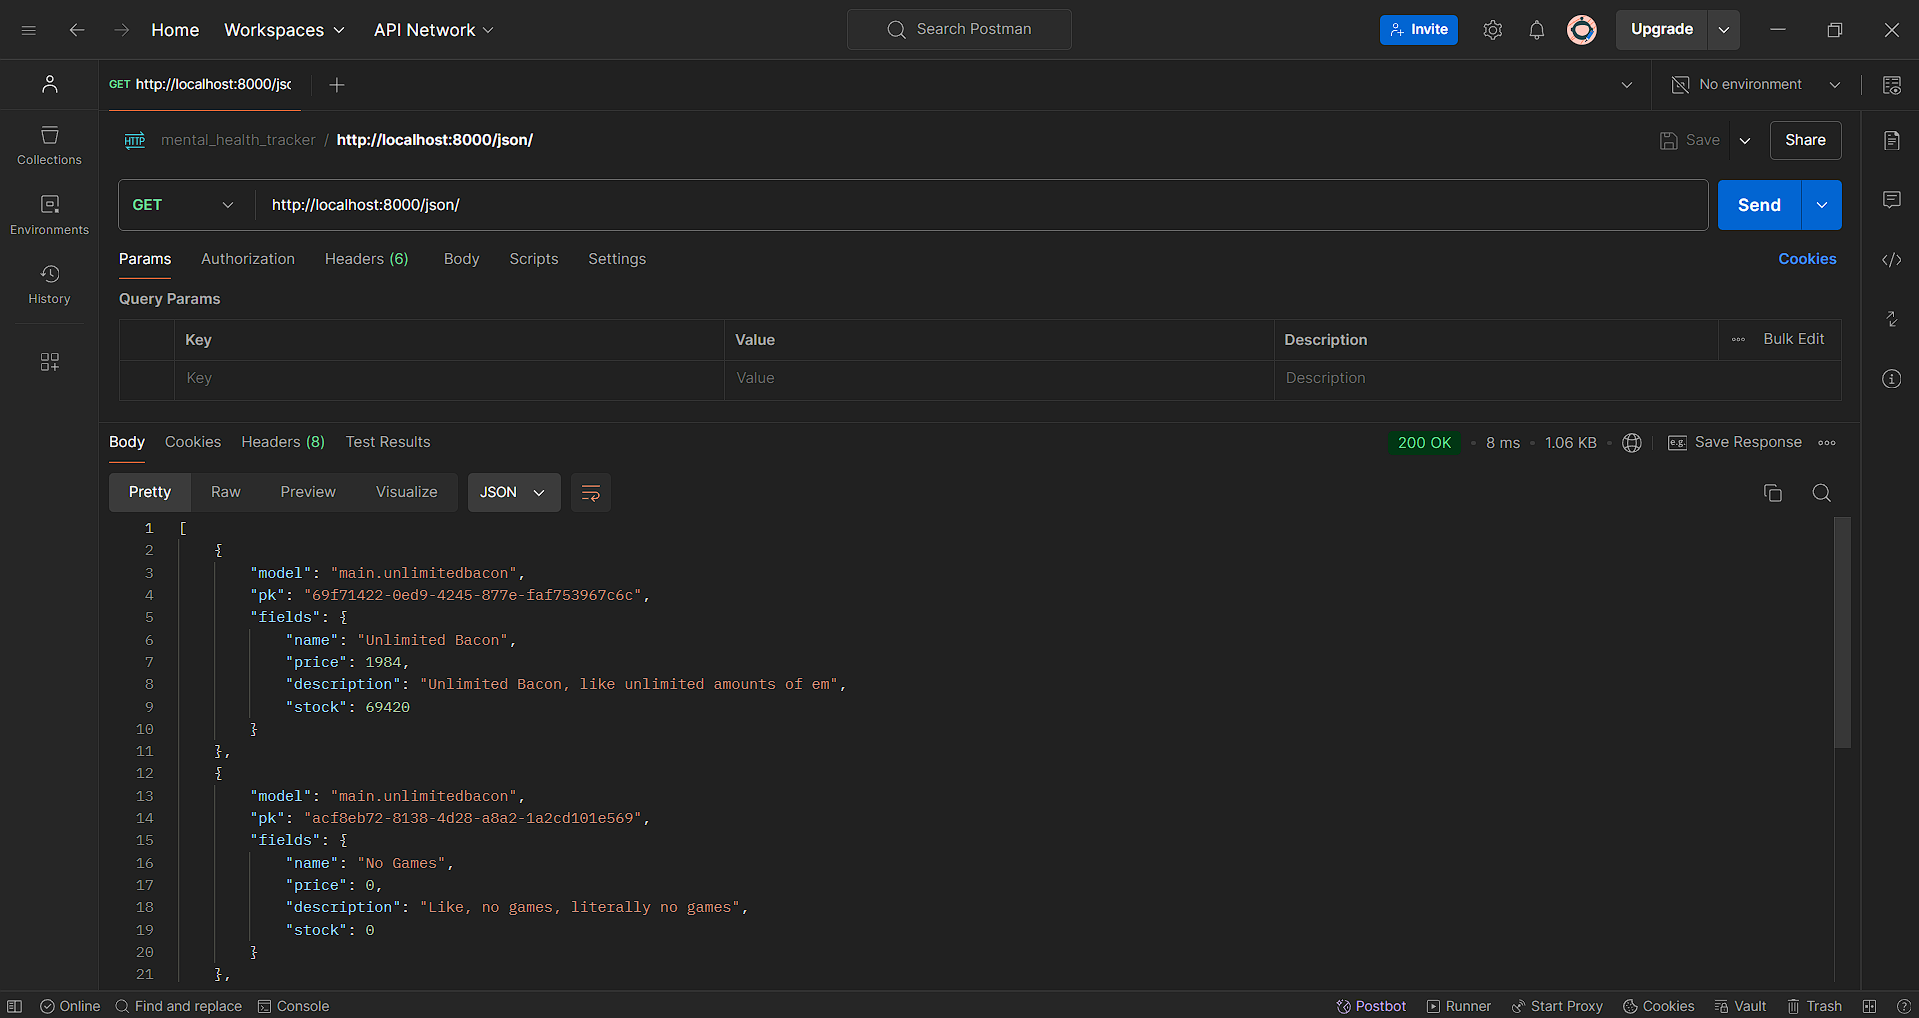 Home Workspaces API Network Search Postman Invite Upgrade
GET http://localhost:8000/jsc No environment
HTTP mental_health_tracker / http://localhost:8000/json/ Save Share
Collections
Environments
History
GET http://localhost:8000/json/ Send
Params Authorization Headers (6) Body Scripts Settings Cookies
Query Params
Key Value Description Bulk Edit
Key Value Description
Body Cookies Headers (8) Test Results 200 OK 8 ms 1.06 KB e.g. Save Response
Pretty Raw Preview Visualize JSON
1 [
2 {
3 "model": "main.unlimitedbacon",
4 "pk": "69f71422-0ed9-4245-877e-faf753967c6c",
5 "fields": {
6 "name": "Unlimited Bacon",
7 "price": 1984,
8 "description": "Unlimited Bacon, like unlimited amounts of em",
9 "stock": 69420
10 }
11 },
12 {
13 "model": "main.unlimitedbacon",
14 "pk": "acf8eb72-8138-4d28-a8a2-1a2cd101e569",
15 "fields": {
16 "name": "No Games",
17 "price": 0,
18 "description": "Like, no games, literally no games",
19 "stock": 0
20 }
21 },
Online Find and replace Console Postbot Runner Start Proxy Cookies Vault Trash